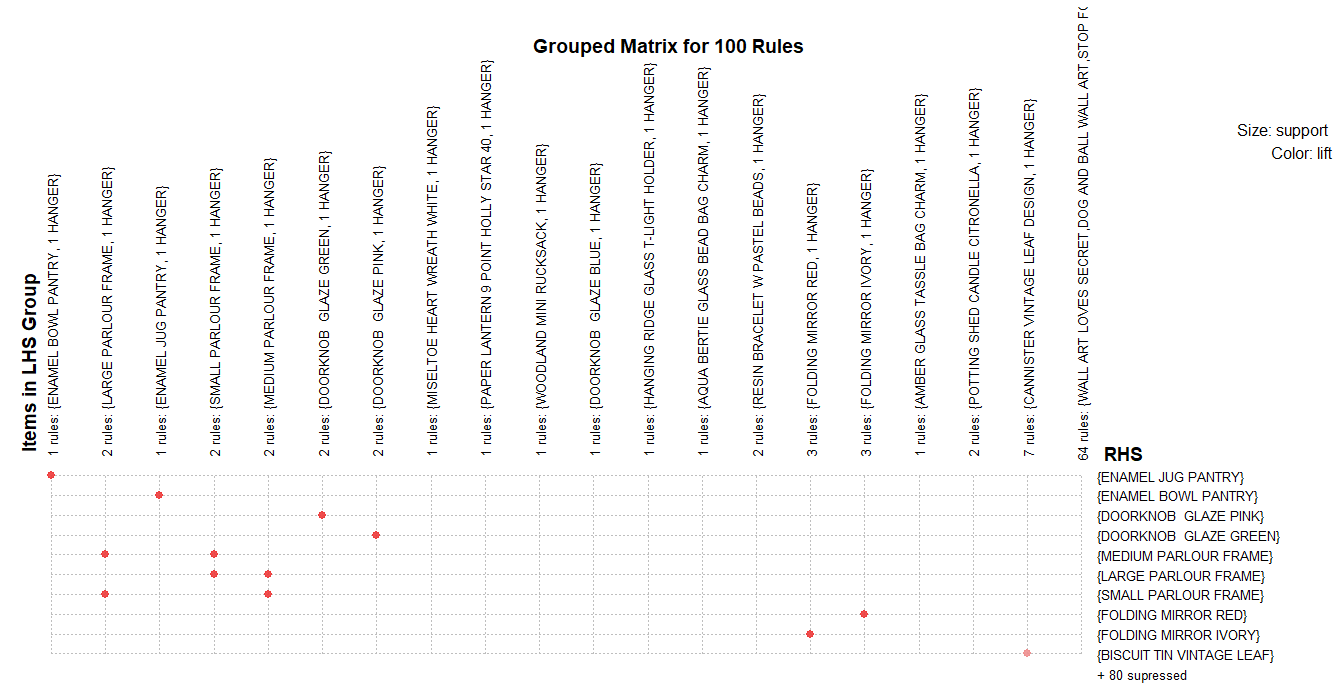 Grouped Matrix for 100 Rules
Size: support
Color: lift
Items in LHS Group
1 rules: {ENAMEL BOWL PANTRY, 1 HANGER}
2 rules: {LARGE PARLOUR FRAME, 1 HANGER}
1 rules: {ENAMEL JUG PANTRY, 1 HANGER}
2 rules: {SMALL PARLOUR FRAME, 1 HANGER}
2 rules: {MEDIUM PARLOUR FRAME, 1 HANGER}
2 rules: {DOORKNOB  GLAZE GREEN, 1 HANGER}
2 rules: {DOORKNOB  GLAZE PINK, 1 HANGER}
1 rules: {MISELTOE HEART WREATH WHITE, 1 HANGER}
1 rules: {PAPER LANTERN 9 POINT HOLLY STAR 40, 1 HANGER}
1 rules: {WOODLAND MINI RUCKSACK, 1 HANGER}
1 rules: {DOORKNOB  GLAZE BLUE, 1 HANGER}
1 rules: {HANGING RIDGE GLASS T-LIGHT HOLDER, 1 HANGER}
1 rules: {AQUA BERTIE GLASS BEAD BAG CHARM, 1 HANGER}
2 rules: {RESIN BRACELET W PASTEL BEADS, 1 HANGER}
3 rules: {FOLDING MIRROR RED, 1 HANGER}
3 rules: {FOLDING MIRROR IVORY, 1 HANGER}
1 rules: {AMBER GLASS TASSLE BAG CHARM, 1 HANGER}
2 rules: {POTTING SHED CANDLE CITRONELLA, 1 HANGER}
7 rules: {CANNISTER VINTAGE LEAF DESIGN, 1 HANGER}
64 rules: {WALL ART LOVES SECRET,DOG AND BALL WALL ART,STOP
RHS
{ENAMEL JUG PANTRY}
{ENAMEL BOWL PANTRY}
{DOORKNOB  GLAZE PINK}
{DOORKNOB  GLAZE GREEN}
{MEDIUM PARLOUR FRAME}
{LARGE PARLOUR FRAME}
{SMALL PARLOUR FRAME}
{FOLDING MIRROR RED}
{FOLDING MIRROR IVORY}
{BISCUIT TIN VINTAGE LEAF}
+ 80 supressed